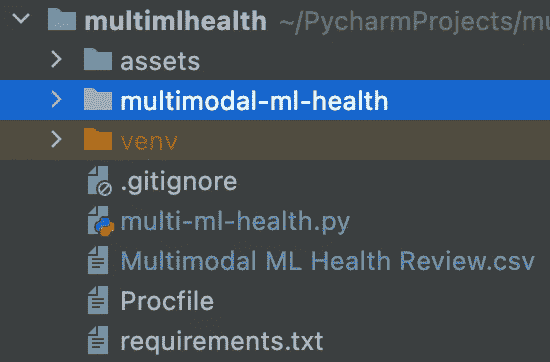 multimlhealth ~/PycharmProjects/mu
assets
multimodal-ml-health
venv
.gitignore
multi-ml-health.py
Multimodal ML Health Review.csv
Procfile
requirements.txt